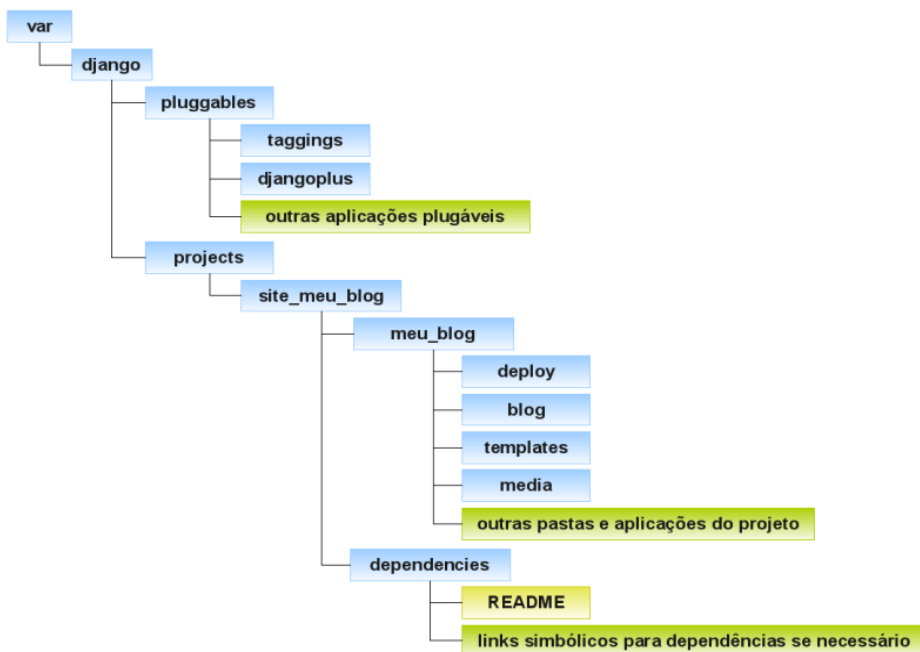 var
django
pluggables
taggings
djangoplus
outras aplicações plugáveis
projects
site_meu_blog
meu_blog
deploy
blog
templates
media
outras pastas e aplicações do projeto
dependencies
README
links simbólicos para dependências se necessário